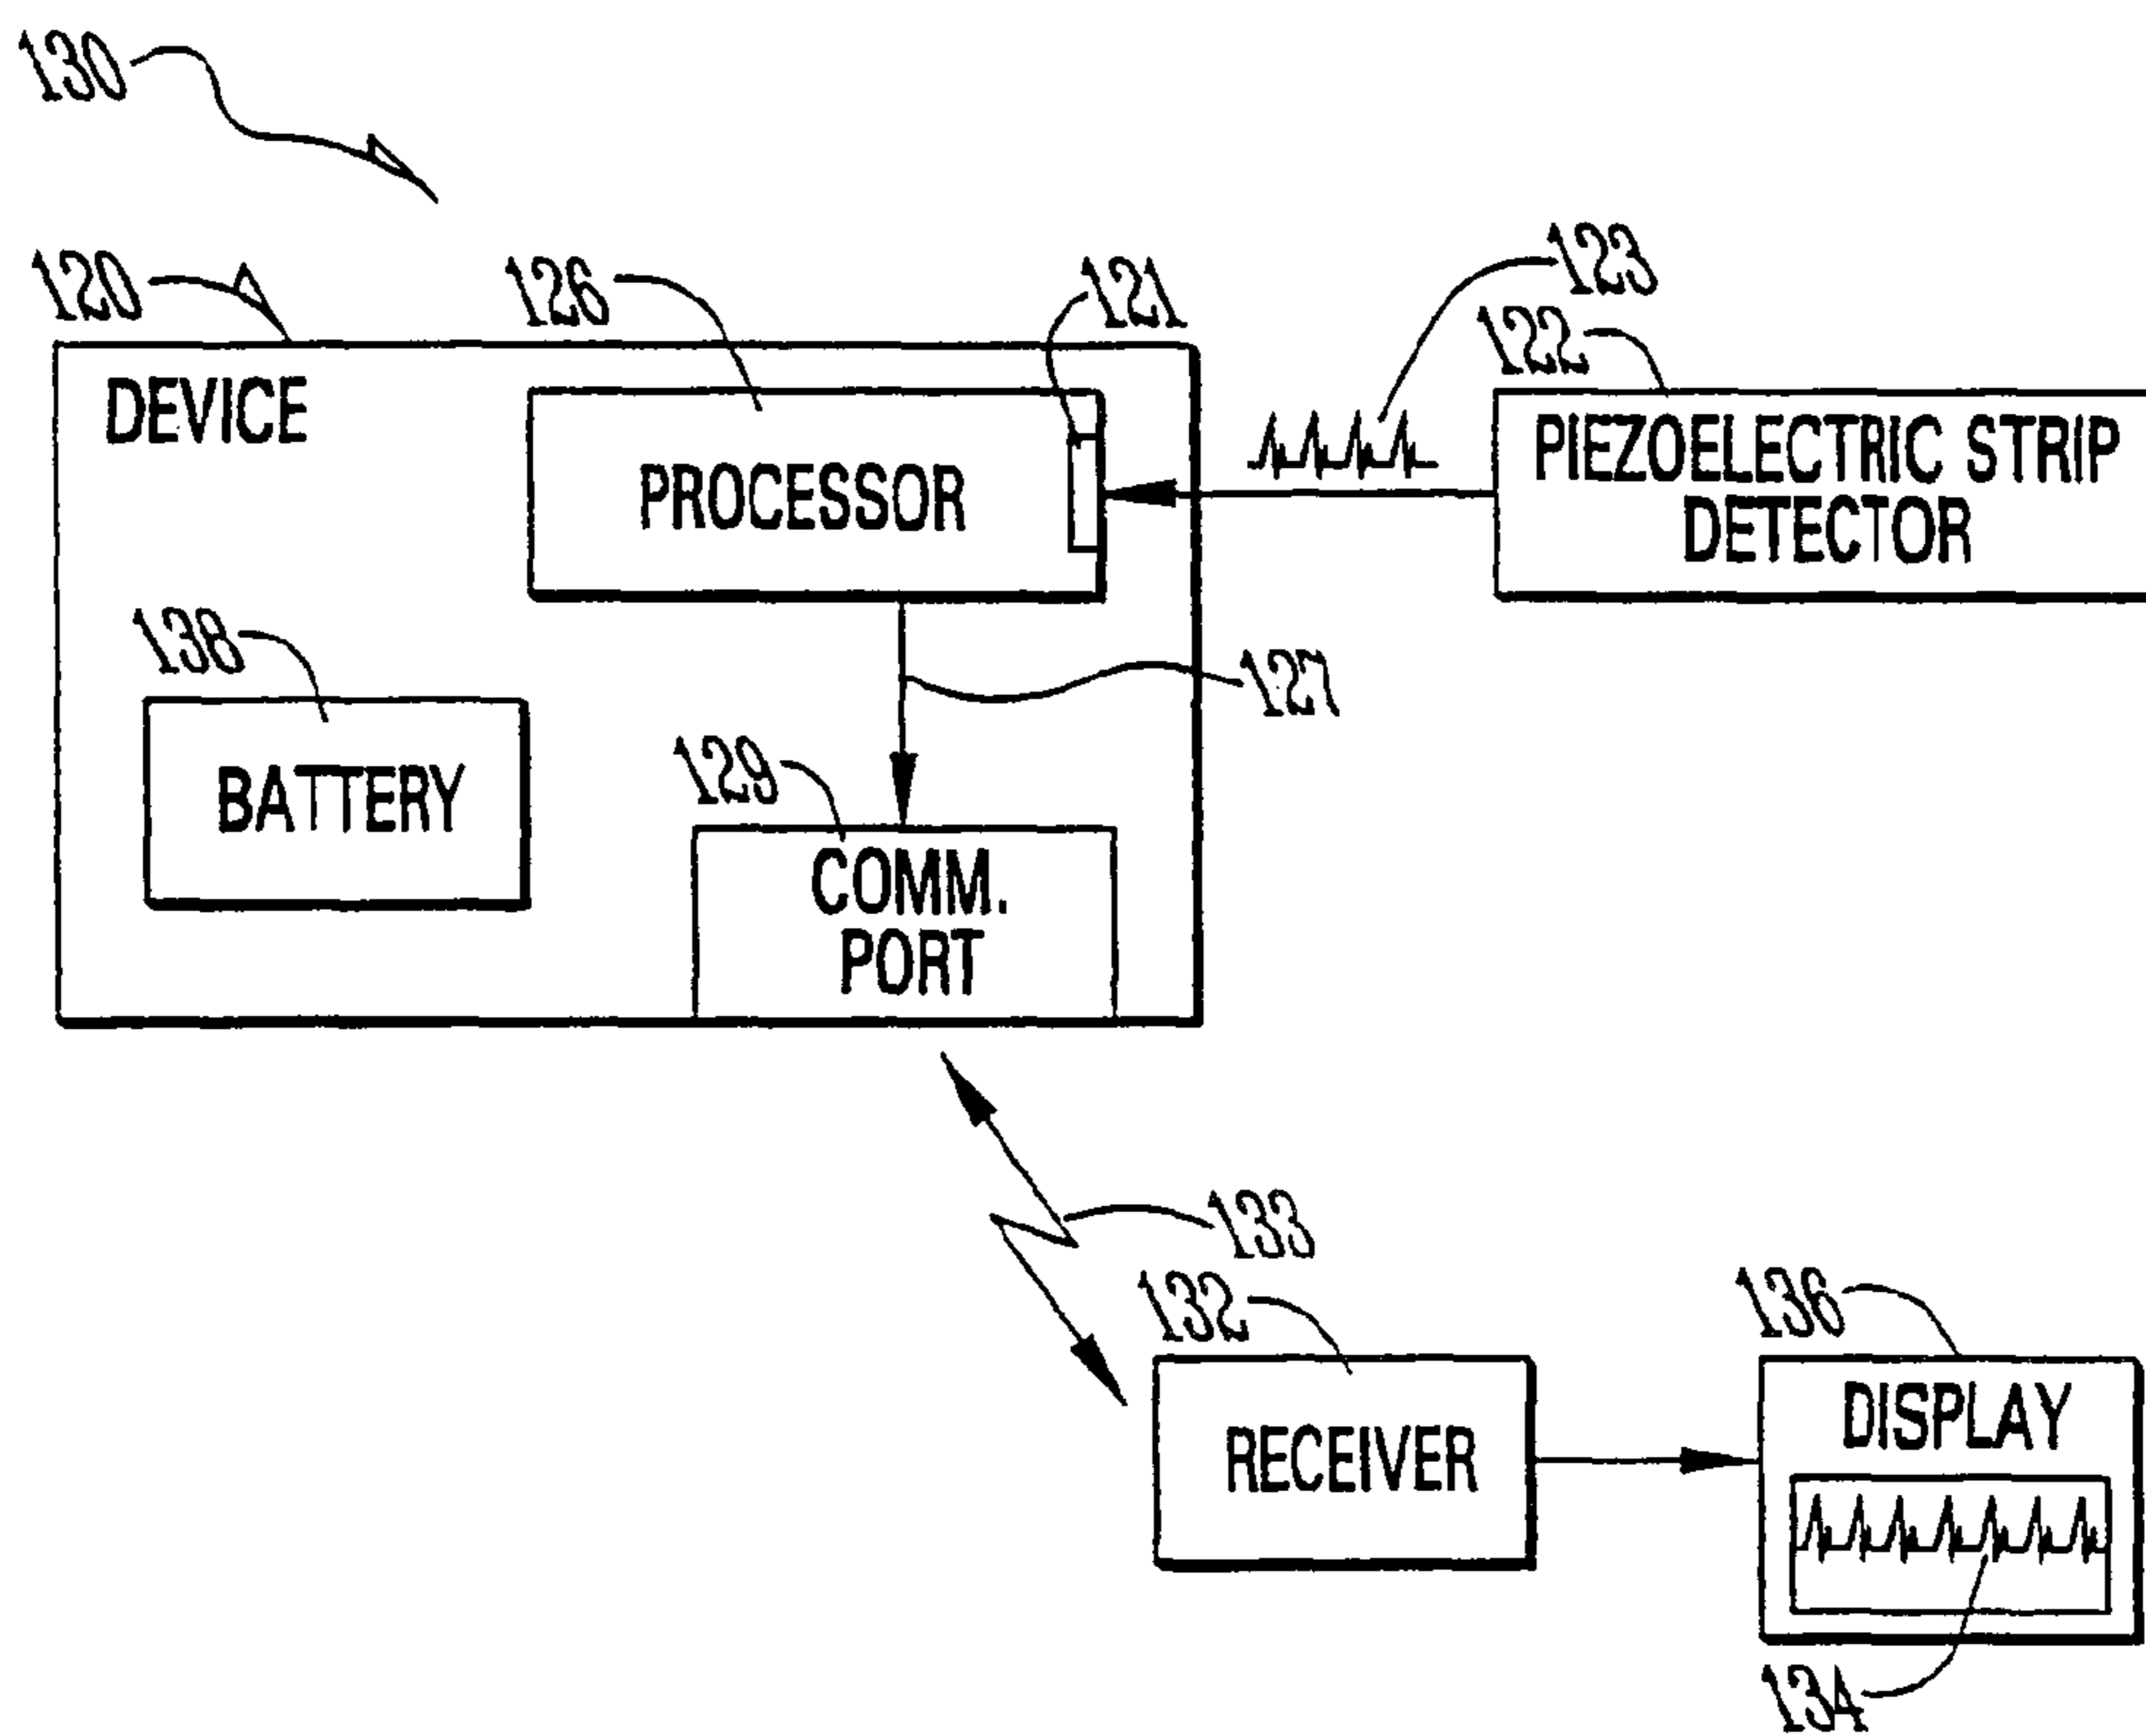 130
120
126
121
123
122
DEVICE
PROCESSOR
PIEZOELECTRIC STRIP
DETECTOR
138
127
129
BATTERY
COMM.
PORT
133
132
136
RECEIVER
DISPLAY
134